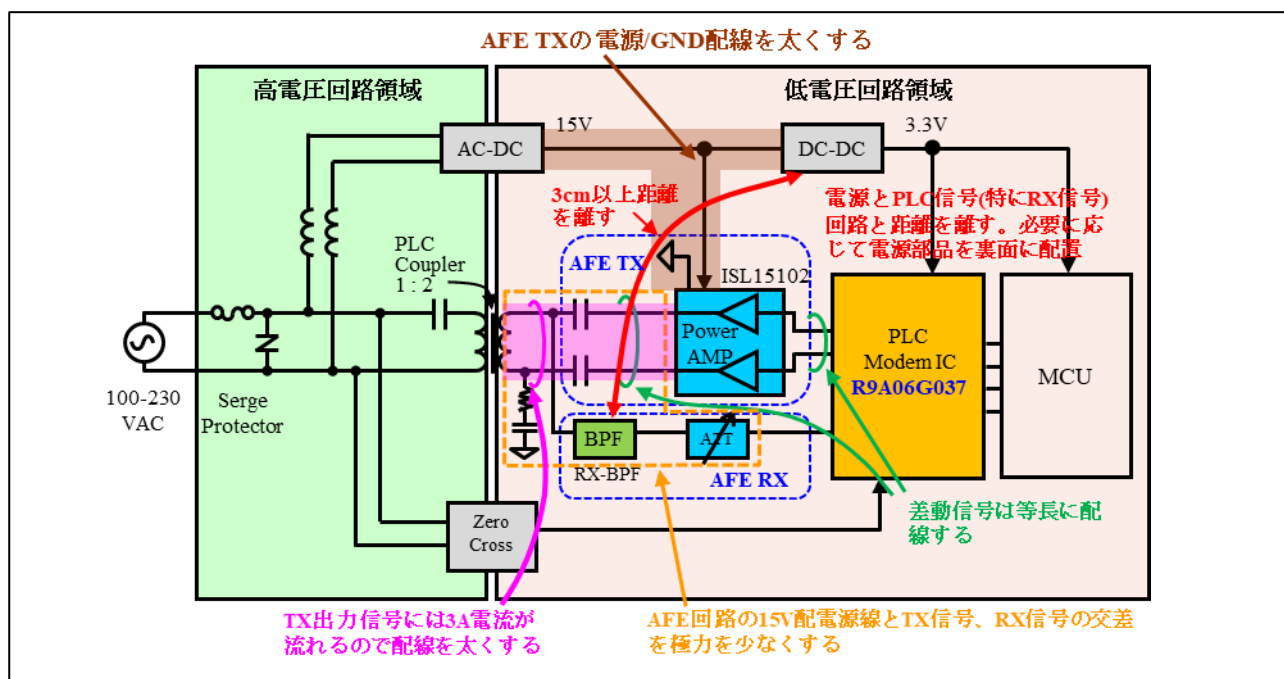 AFE TXの電源/GND配線を太くする
高電圧回路領域
低電圧回路領域
AC-DC
15V
DC-DC
3.3V
3cm以上距離
を離す
電源とPLC信号(特にRX信号)
回路と距離を離す。必要に応
じて電源部品を裏面に配置
PLC
Coupler
1 : 2
AFE TX
ISL15102
Power
AMP
PLC
Modem IC
R9A06G037
MCU
100-230
VAC
Serge
Protector
BPF
ATT
RX-BPF
AFE RX
差動信号は等長に配
線する
Zero
Cross
TX出力信号には3A電流が
流れるので配線を太くする
AFE回路の15V配電源線とTX信号、RX信号の交差
を極力を少なくする